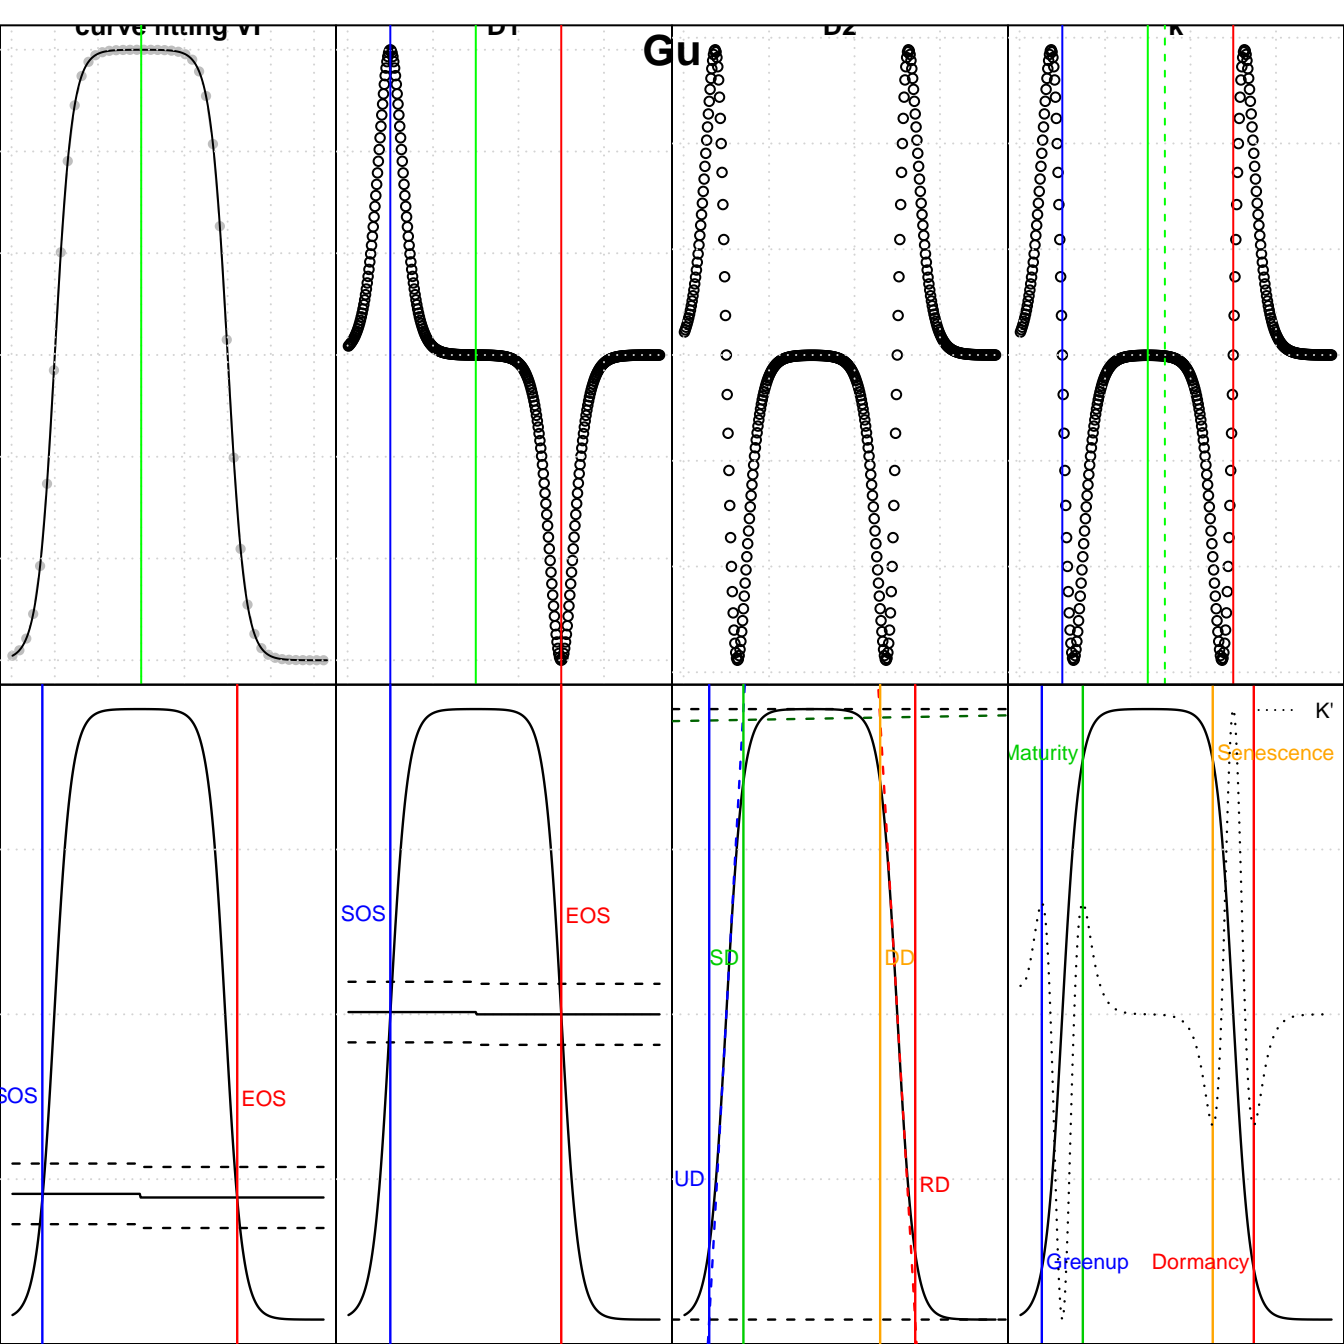 curve fitting VI
D1
D2
k
Gu
K'
Maturity
Senescence
SOS
EOS
SD
DD
SOS
EOS
UD
RD
Greenup
Dormancy